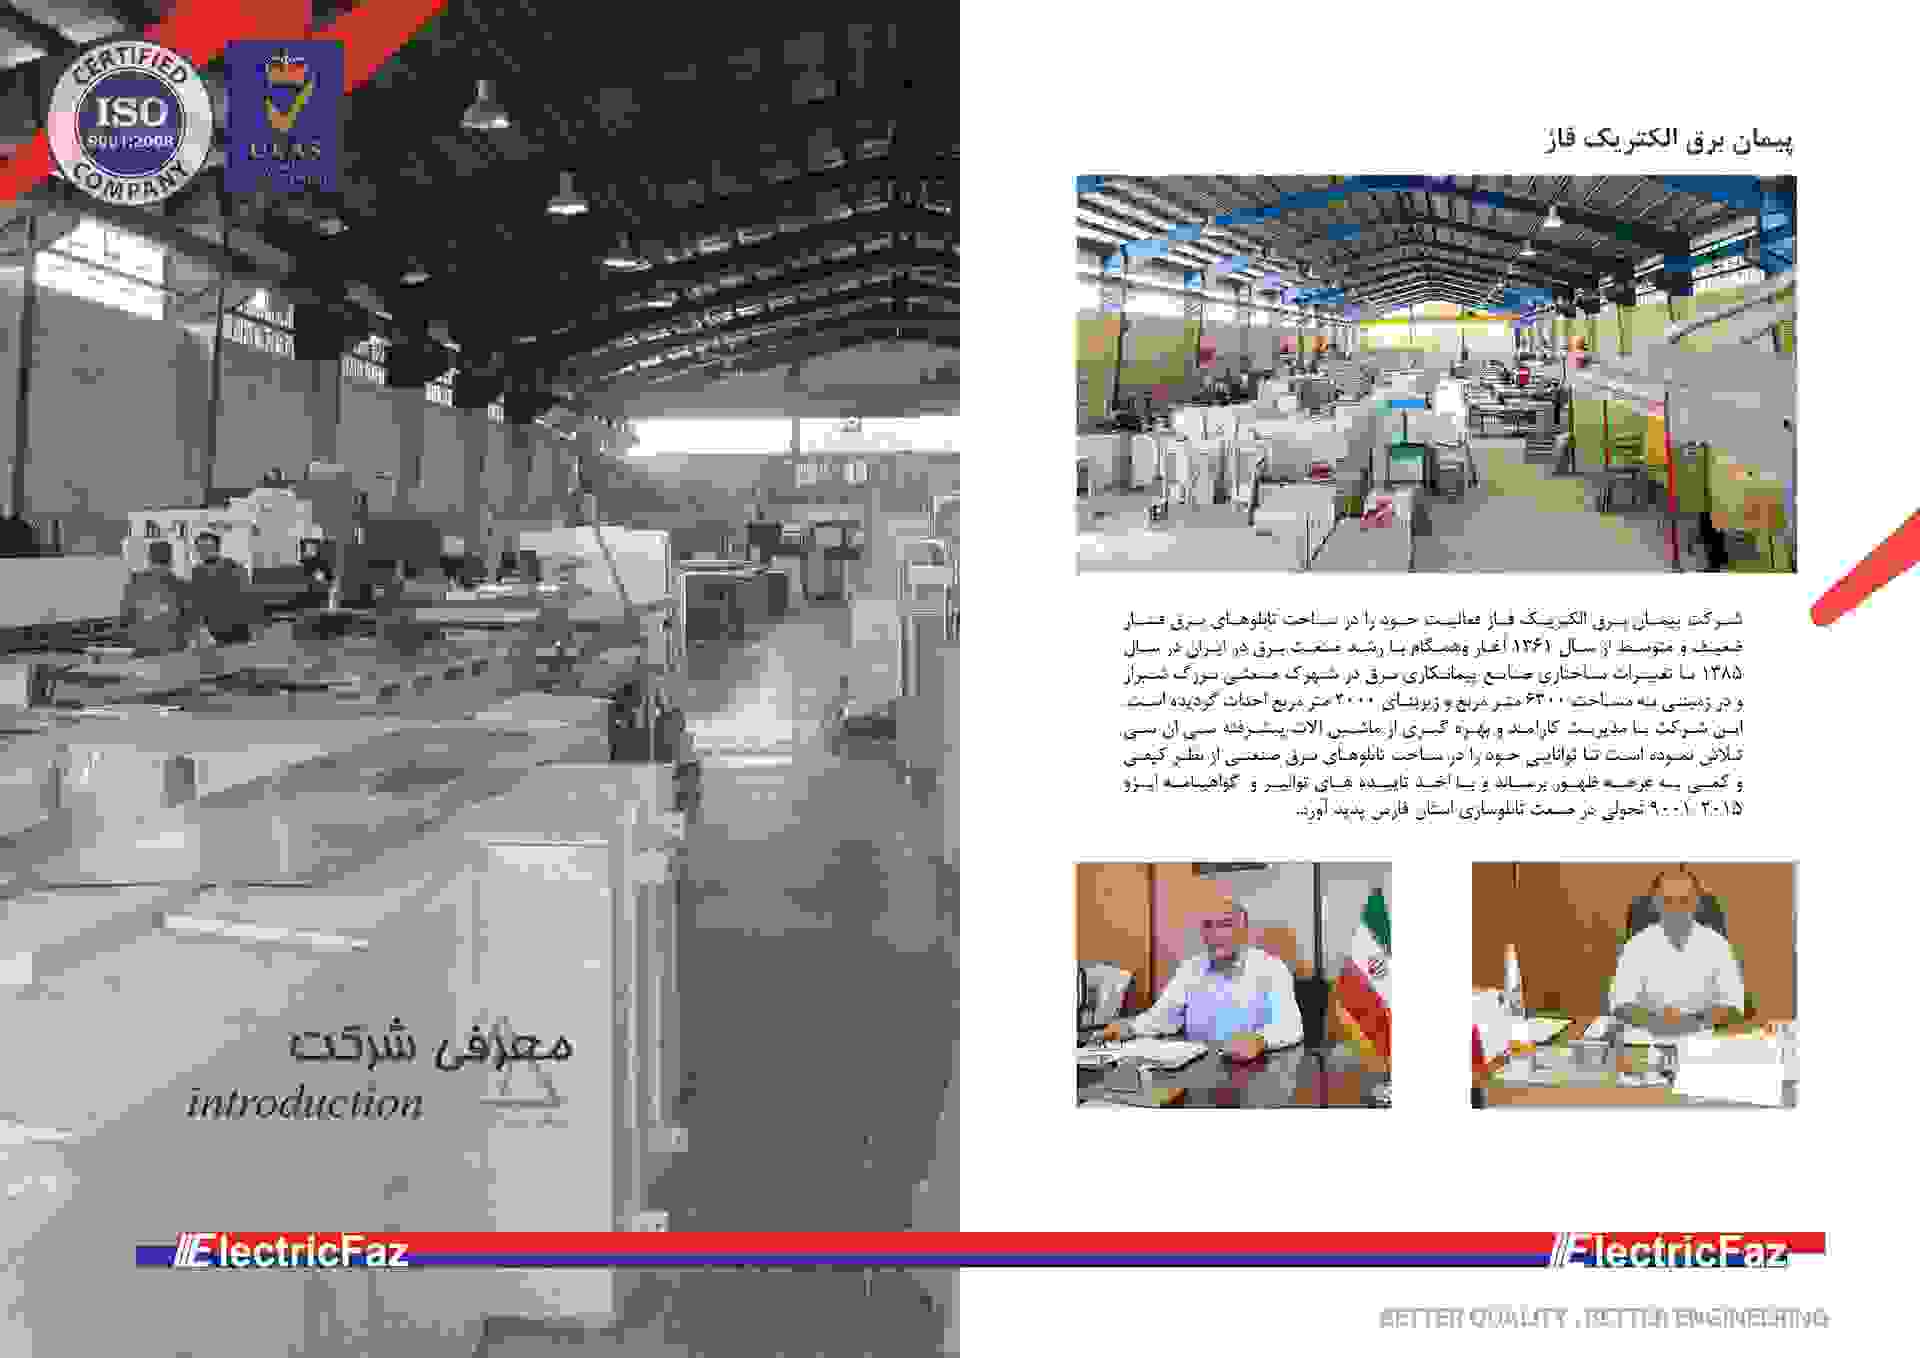 CERTIFIED
ISO
9001:2008
COMPANY
UKAS
معرفی شرکت
introduction
ElectricFaz
پیمان برق الکتریک فاز
شرکت پیمان برق الکتریک فاز فعالیت خود را در ساخت تابلوهای برق فشار
ضعیف و متوسط از سال ۱۳۶۱ آغاز وهمگام با رشد صنعت برق در ایران در سال
۱۳۸۵ با تغییرات ساختاری صنایع پیمانکاری برق در شهرک صنعتی بزرگ شیراز
و در زمینی به مساحت ۶۳۰۰ متر مربع و زیربنای ۲۰۰۰ متر مربع احداث گردیده است.
این شرکت با مدیریت کارامد و بهره گیری از ماشین الات پیشرفته سی ان سی
تلاش نموده است تا توانایی خود را در ساخت تابلوهای برق صنعتی از نظر کیفی
و کمی به عرصه ظهور برساند و با اخذ تاییده های توانیر و گواهینامه ایزو
۹۰۰۱-۲۰۱۵ تحولی در صنعت تابلوسازی استان فارس پدید آورد.
ElectricFaz
BETTER QUALITY , BETTER ENGINEERING